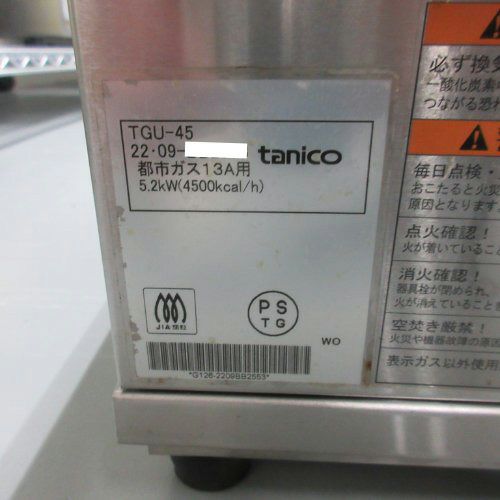 TGU-45
22・09-
tanico
都市ガス13A用
5.2kW(4500kcal/h)
JIA
PS
TG
WO
*G126-2209BB2553*
必ず換気
一酸化炭素
つながる恐れ
毎日点検・
おこたると火災
原因となります
点火確認!
火が着いていること
消火確認!
器具栓が閉められ、
火が消えていること
空焚き厳禁!
火災や機器故障の原因
表示ガス以外使用